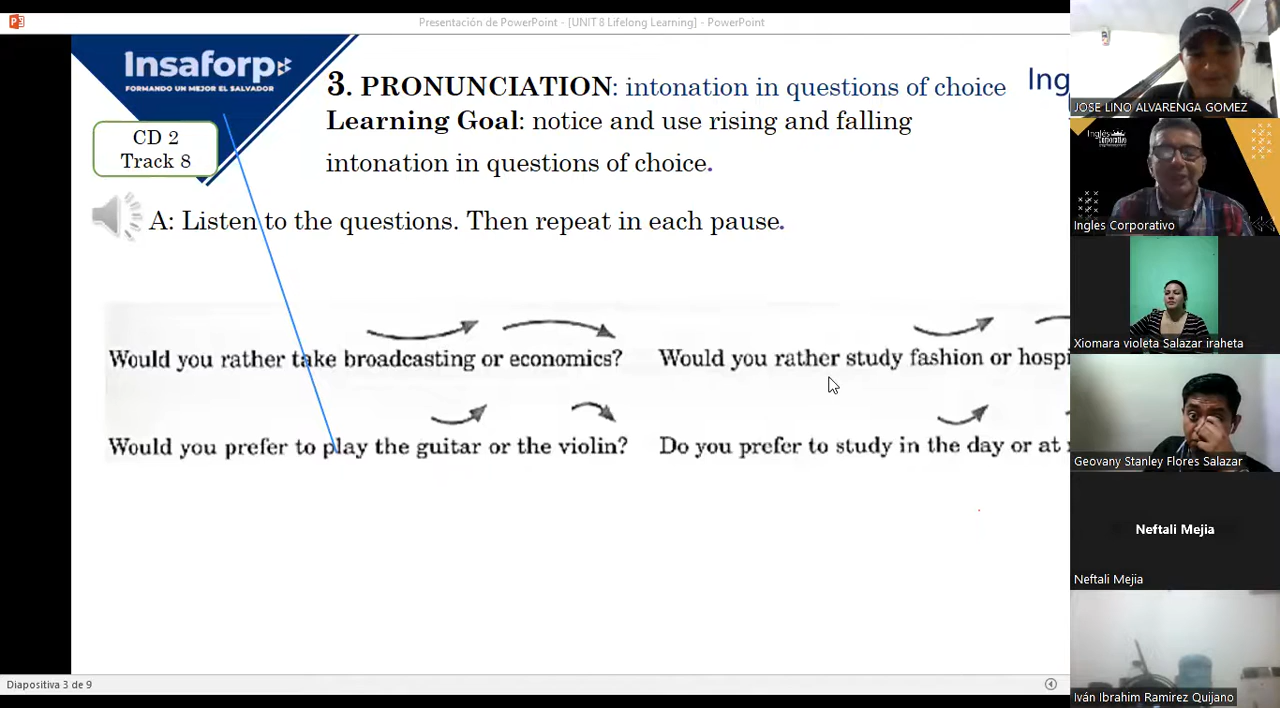 Presentación de PowerPoint - [UNIT 8 Lifelong Learning] - PowerPoint
Insaforp
FORMANDO UN MEJOR EL SALVADOR
CD 2
Track 8
3. PRONUNCIATION: intonation in questions of choice
Learning Goal: notice and use rising and falling
intonation in questions of choice.
A: Listen to the questions. Then repeat in each pause.
Would you rather take broadcasting or economics?
Would you rather study fashion or
Would you prefer to play the guitar or the violin?
Do you prefer to study in the day or at
Diapositiva 3 de 9
JOSE LINO ALVARENGA GOMEZ
Inglés
Corporativo
Ingles Corporativo
Xiomara violeta Salazar iraheta
Geovany Stanley Flores Salazar
Neftali Mejia
Neftali Mejia
Iván Ibrahim Ramirez Quijano